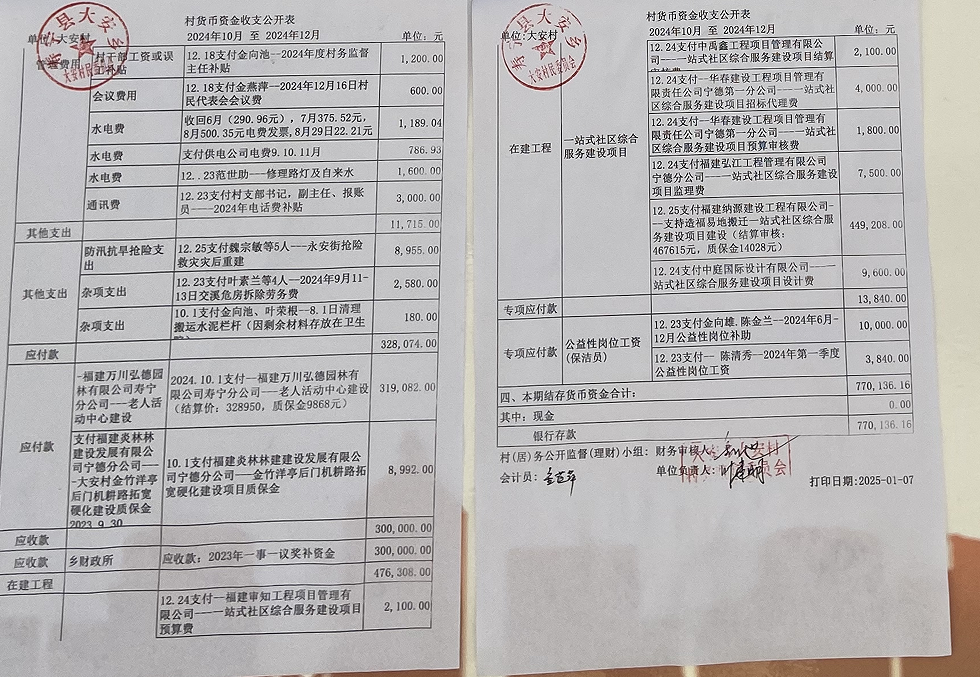 村货币资金收支公开表
单位:大安村
2024年10月 至 2024年12月
单位:元
寿宁县大安乡
大安村民委员会
管理费用
村干部工资或误工补贴
12.18支付金向池--2024年度村务监督主任补贴
1,200.00
会议费用
12.18支付金燕萍--2024年12月16日村民代表会会议费
600.00
水电费
收回6月(290.96元),7月375.52元,8月500.35元电费发票,8月29日22.21元
1,189.04
水电费
支付供电公司电费9.10.11月
786.93
水电费
12..23范世助---修理路灯及自来水
1,600.00
通讯费
12.23支付村支部书记,副主任、报账员----2024年电话费补贴
3,000.00
其他支出
11,715.00
其他支出
防汛抗旱抢险支出
12.25支付魏宗敏等5人---永安街抢险救灾灾后重建
8,955.00
杂项支出
12.23支付叶素兰等4人--2024年9月11-13日交溪危房拆除劳务费
2,580.00
杂项支出
10.1支付金向池、叶荣根--8.1日清理搬运水泥栏杆(因剩余材料存放在卫生
180.00
应付款
328,074.00
应付款
-福建万川弘德园林有限公司寿宁分公司---老人活动中心建设
2024.10.1支付--福建万川弘德园林有限公司寿宁分公司---老人活动中心建设(结算价:328950,质保金9868元)
319,082.00
支付福建炎林林建设发展有限公司宁德分公司----大安村金竹洋亭后门机耕路拓宽硬化建设质保金2023.9.30
10.1支付福建炎林林建建设发展有限公司宁德分公司----金竹洋亭后门机耕路拓宽硬化建设项目质保金
8,992.00
应收款
300,000.00
应收款
乡财政所
应收款:2023年一事一议奖补资金
300,000.00
在建工程
476,308.00
12.24支付--福建审知工程项目管理有限公司----一站式社区综合服务建设项目预算费
2,100.00
村货币资金收支公开表
单位:大安村
2024年10月 至 2024年12月
单位:元
大安乡
大安村民委员会
在建工程
一站式社区综合服务建设项目
12.24支付中禹鑫工程项目管理有限公司----一站式社区综合服务建设项目结算
2,100.00
12.24支付--华春建设工程项目管理有限责任公司宁德第一分公司----一站式社区综合服务建设项目招标代理费
4,000.00
12.24支付--华春建设工程项目管理有限责任公司宁德第一分公司----一站式社区综合服务建设项目预算审核费
1,800.00
12.24支付福建弘江工程管理有限公司宁德分公司----一站式社区综合服务建设项目监理费
7,500.00
12.25支付福建纳源建设工程有限公司--支持造福易地搬迁一站式社区综合服务建设项目建设(结算审核:467615元,质保金14028元)
449,208.00
12.24支付中庭国际设计有限公司----一站式社区综合服务建设项目设计费
9,600.00
专项应付款
13,840.00
专项应付款
公益性岗位工资(保洁员)
12.23支付金向雄.陈金兰--2024年6月-12月公益性岗位补助
10,000.00
12.23支付-- 陈清秀--2024年第一季度公益性岗位工资
3,840.00
四、本期结存货币资金合计:
770,136.16
其中:现金
0.00
银行存款
770,136.16
村(居)务公开监督(理财)小组:
财务审核人:
会计员:
单位负责人:
打印日期:2025-01-07